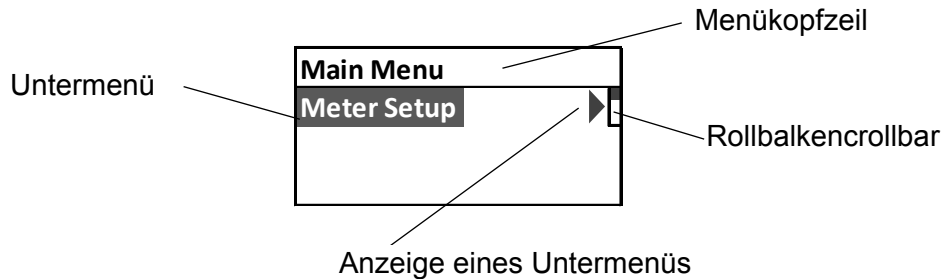 Menükopfzeil
Main Menu
Untermenü
Meter Setup
Rollbalkencrollbar
Anzeige eines Untermenüs